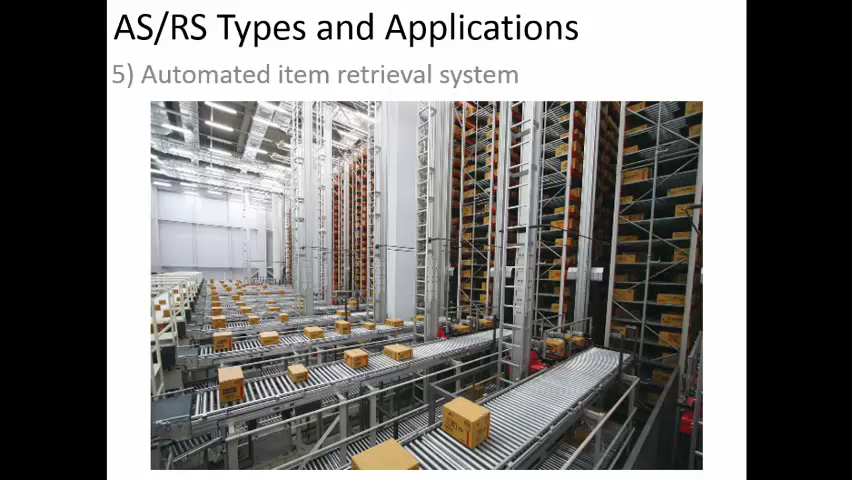 AS/RS Types and Applications
5) Automated item retrieval system